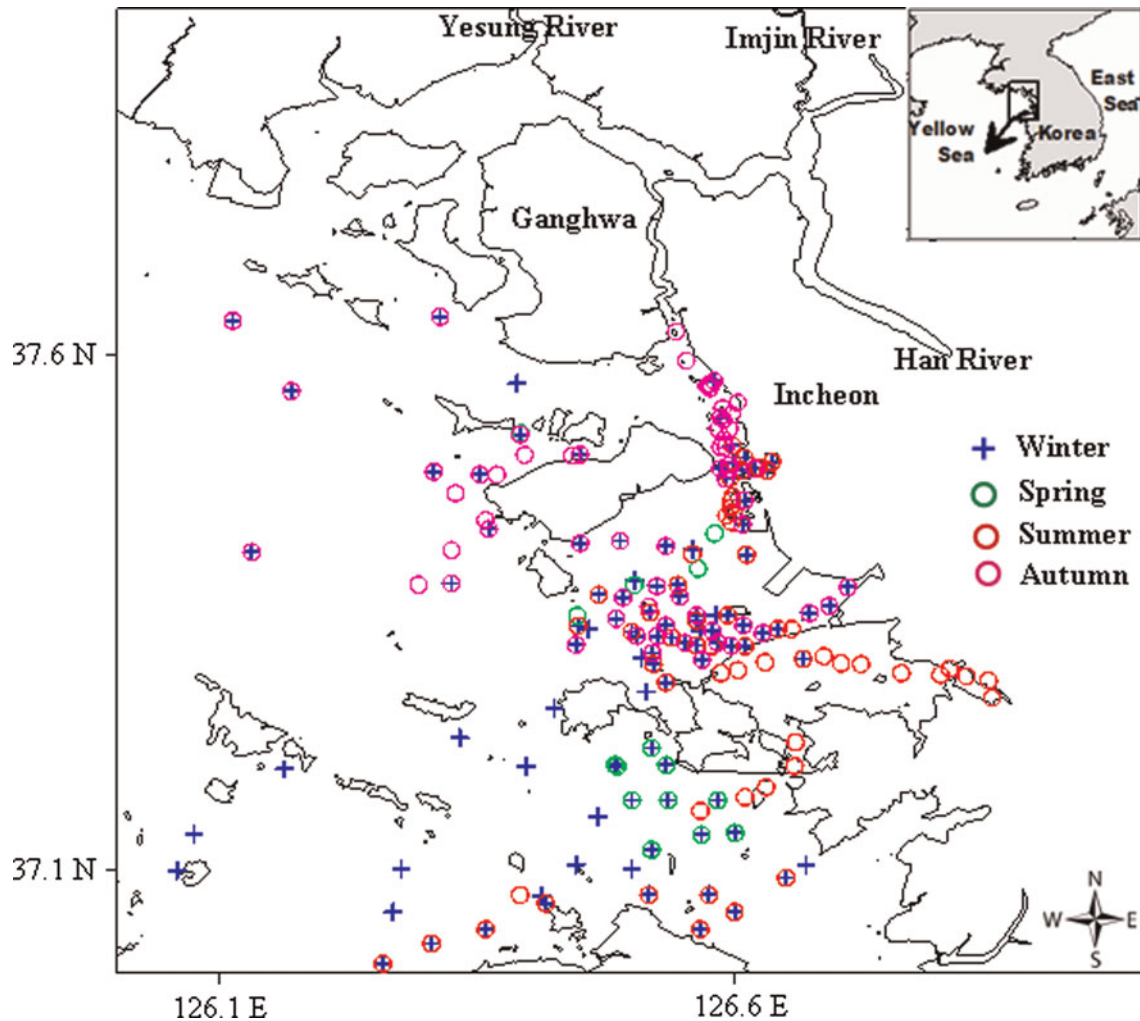 Yesung River
Imjin River
East
Sea
Yellow
Sea
Korea
Ganghwa
37.6 N
Han River
Incheon
Winter
Spring
Summer
Autumn
37.1 N
N
W
E
S
126.1 E
126.6 E